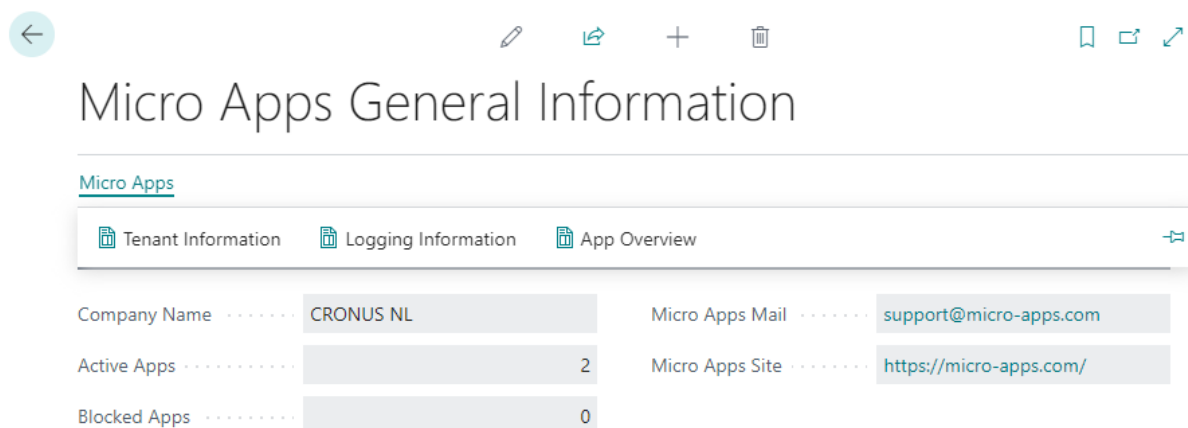 Micro Apps General Information
Micro Apps
Tenant Information Logging Information App Overview
Company Name CRONUS NL Micro Apps Mail support@micro-apps.com
Active Apps 2 Micro Apps Site https://micro-apps.com/
Blocked Apps 0